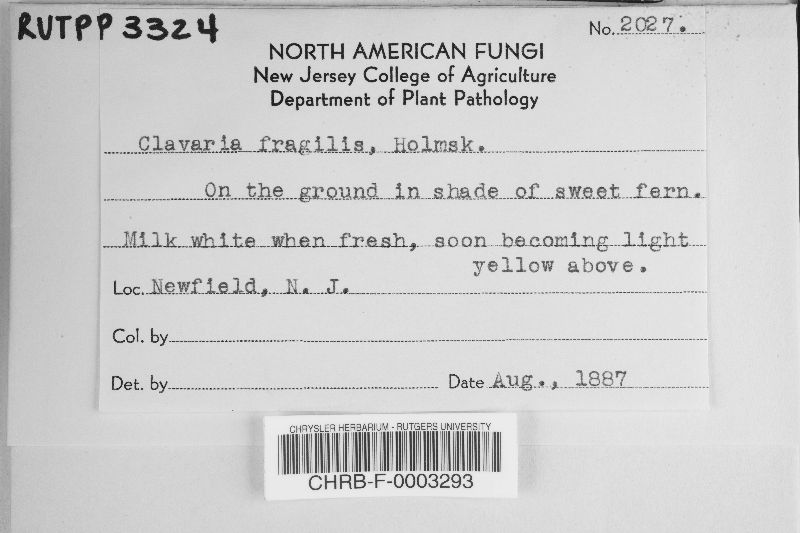 RUTPP 3324
No. 2027.
NORTH AMERICAN FUNGI
New Jersey College of Agriculture
Department of Plant Pathology
Clavaria fragilis, Holmsk.
On the ground in shade of sweet fern.
Milk white when fresh, soon becoming light
yellow above.
Loc. Newfield, N. J.
Col. by
Det. by Date Aug., 1887
CHRYSLER HERBARIUM - RUTGERS UNIVERSITY
CHRB-F-0003293